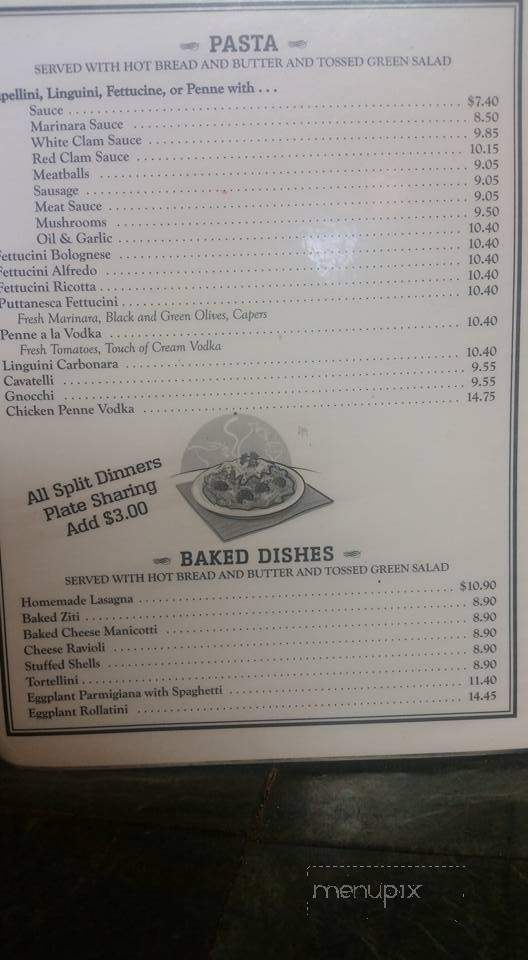 PASTA
SERVED WITH HOT BREAD AND BUTTER AND TOSSED GREEN SALAD
pellini, Linguini, Fettucine, or Penne with . . .
Sauce $7.40
Marinara Sauce 8.50
White Clam Sauce 9.85
Red Clam Sauce 10.15
Meatballs 9.05
Sausage 9.05
Meat Sauce 9.05
Mushrooms 9.50
Oil & Garlic 10.40
Fettucini Bolognese 10.40
Fettucini Alfredo 10.40
Fettucini Ricotta 10.40
Puttanesca Fettucini 10.40
Fresh Marinara, Black and Green Olives, Capers
Penne a la Vodka 10.40
Fresh Tomatoes, Touch of Cream Vodka
Linguini Carbonara 10.40
Cavatelli 9.55
Gnocchi 9.55
Chicken Penne Vodka 14.75
All Split Dinners
Plate Sharing
Add $3.00
BAKED DISHES
SERVED WITH HOT BREAD AND BUTTER AND TOSSED GREEN SALAD
Homemade Lasagna $10.90
Baked Ziti 8.90
Baked Cheese Manicotti 8.90
Cheese Ravioli 8.90
Stuffed Shells 8.90
Tortellini 8.90
Eggplant Parmigiana with Spaghetti 11.40
Eggplant Rollatini 14.45
menupix